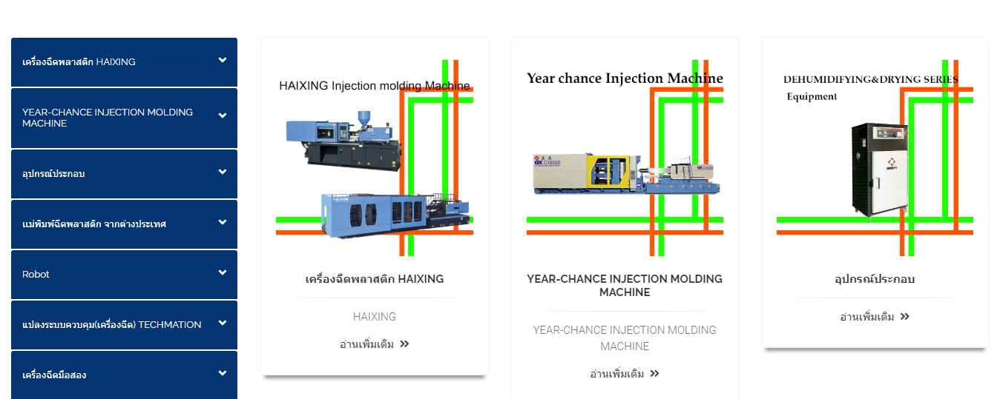 เครื่องฉีดพลาสติก HAIXING
YEAR-CHANCE INJECTION MOLDING
MACHINE
อุปกรณ์ประกอบ
แม่พิมพ์ฉีดพลาสติก จากต่างประเทศ
Robot
แปลงระบบควบคุม(เครื่องฉีด) TECHMATION
เครื่องฉีดมือสอง
HAIXING Injection molding Machine
เครื่องฉีดพลาสติก HAIXING
HAIXING
อ่านเพิ่มเติม
Year chance Injection Machine
C1800S
YEAR-CHANCE INJECTION MOLDING
MACHINE
YEAR-CHANCE INJECTION MOLDING
MACHINE
อ่านเพิ่มเติม
DEHUMIDIFYING&DRYING SERIES
Equipment
อุปกรณ์ประกอบ
อ่านเพิ่มเติม